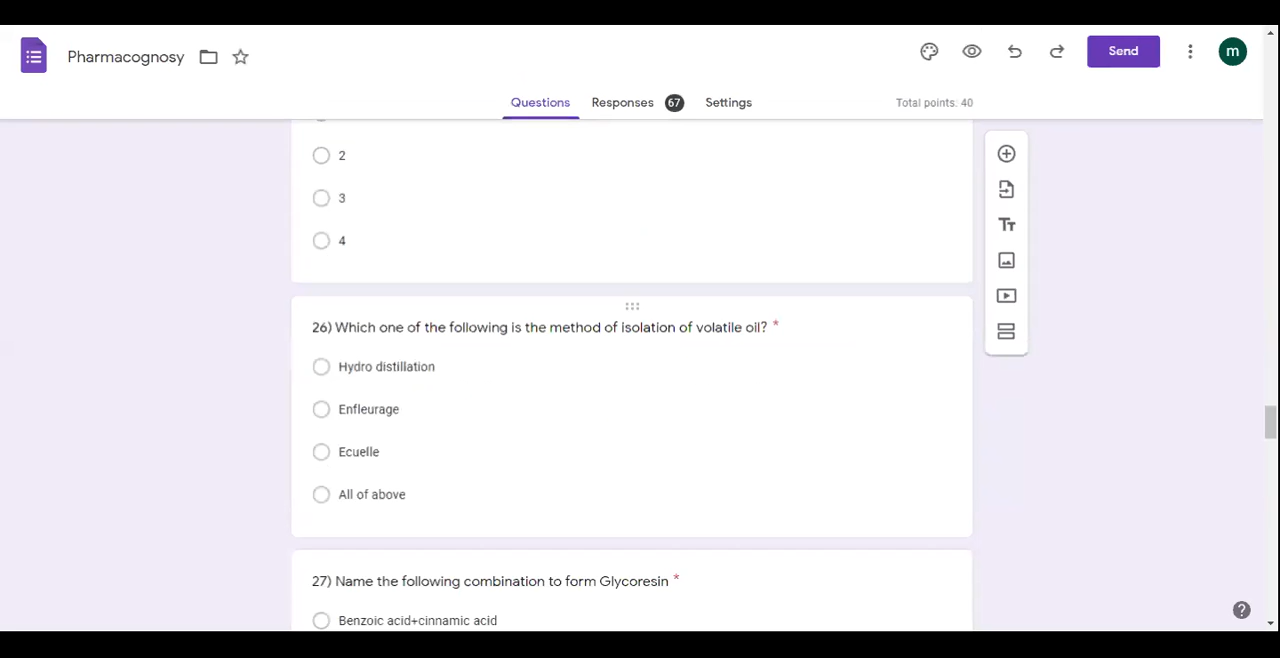 Pharmacognosy
Send
m
Questions
Responses 67
Settings
Total points: 40
2
3
4
26) Which one of the following is the method of isolation of volatile oil? *
Hydro distillation
Enfleurage
Ecuelle
All of above
27) Name the following combination to form Glycoresin *
Benzoic acid+cinnamic acid